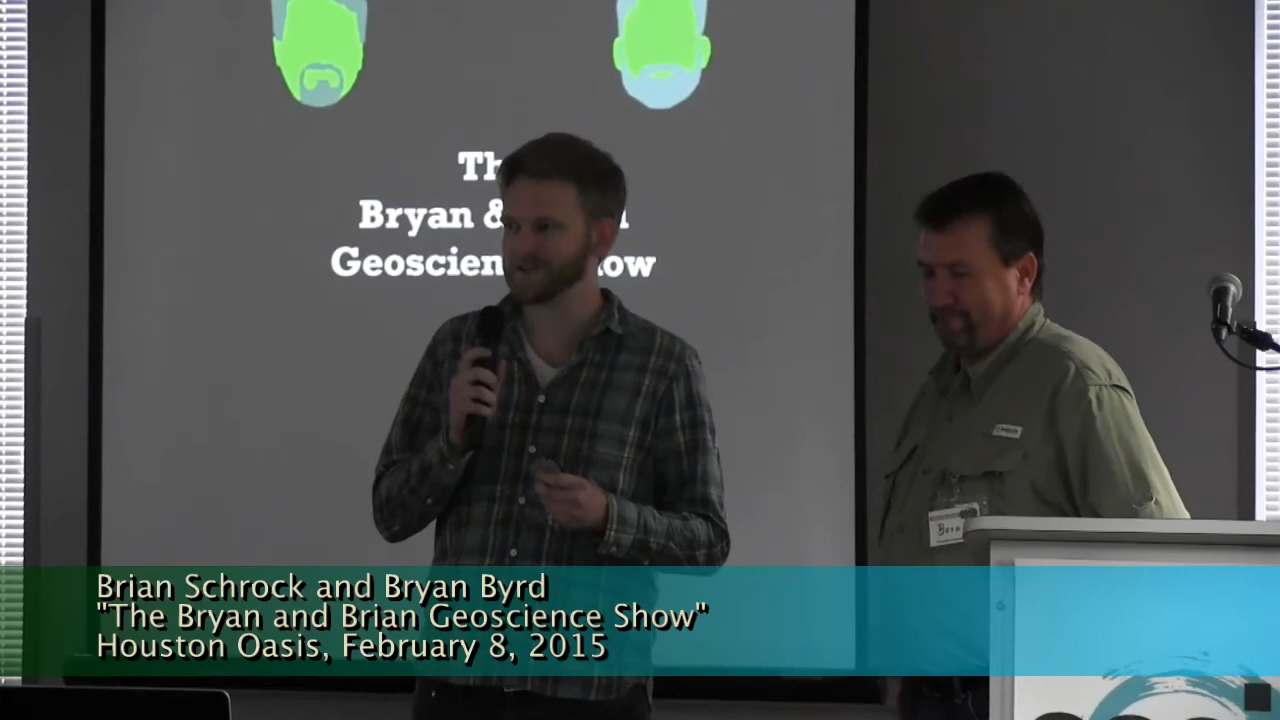 Th
Bryan &
Geoscien ow
Brian Schrock and Bryan Byrd
"The Bryan and Brian Geoscience Show"
Houston Oasis, February 8, 2015